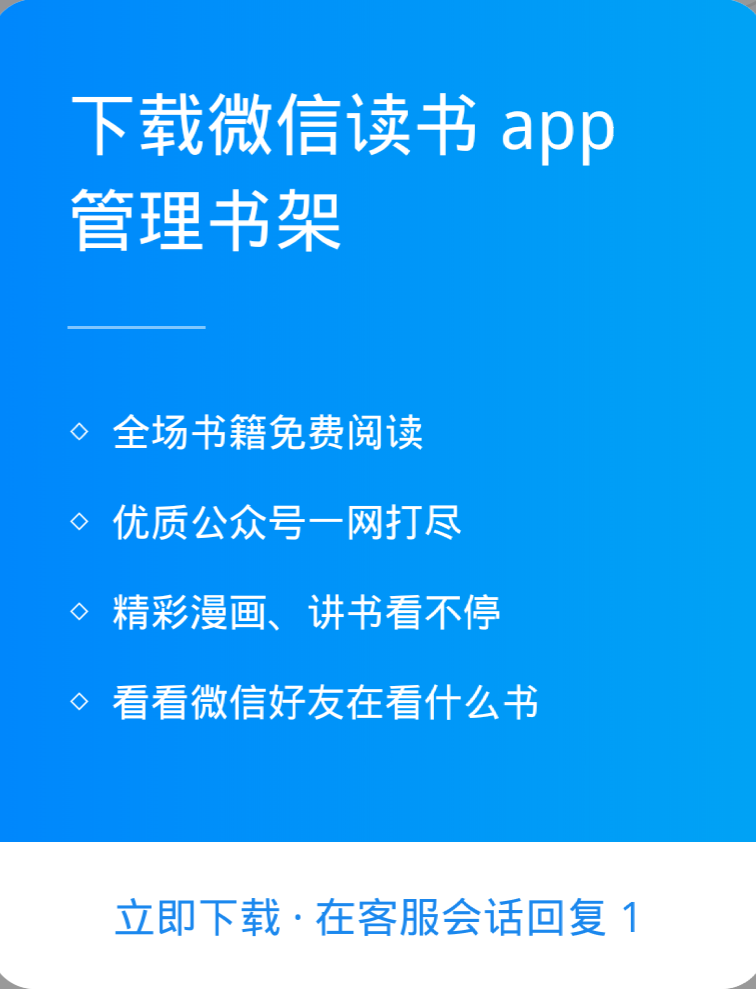 下载微信读书 app
管理书架
◇ 全场书籍免费阅读
◇ 优质公众号一网打尽
◇ 精彩漫画、讲书看不停
◇ 看看微信好友在看什么书
立即下载 · 在客服会话回复 1